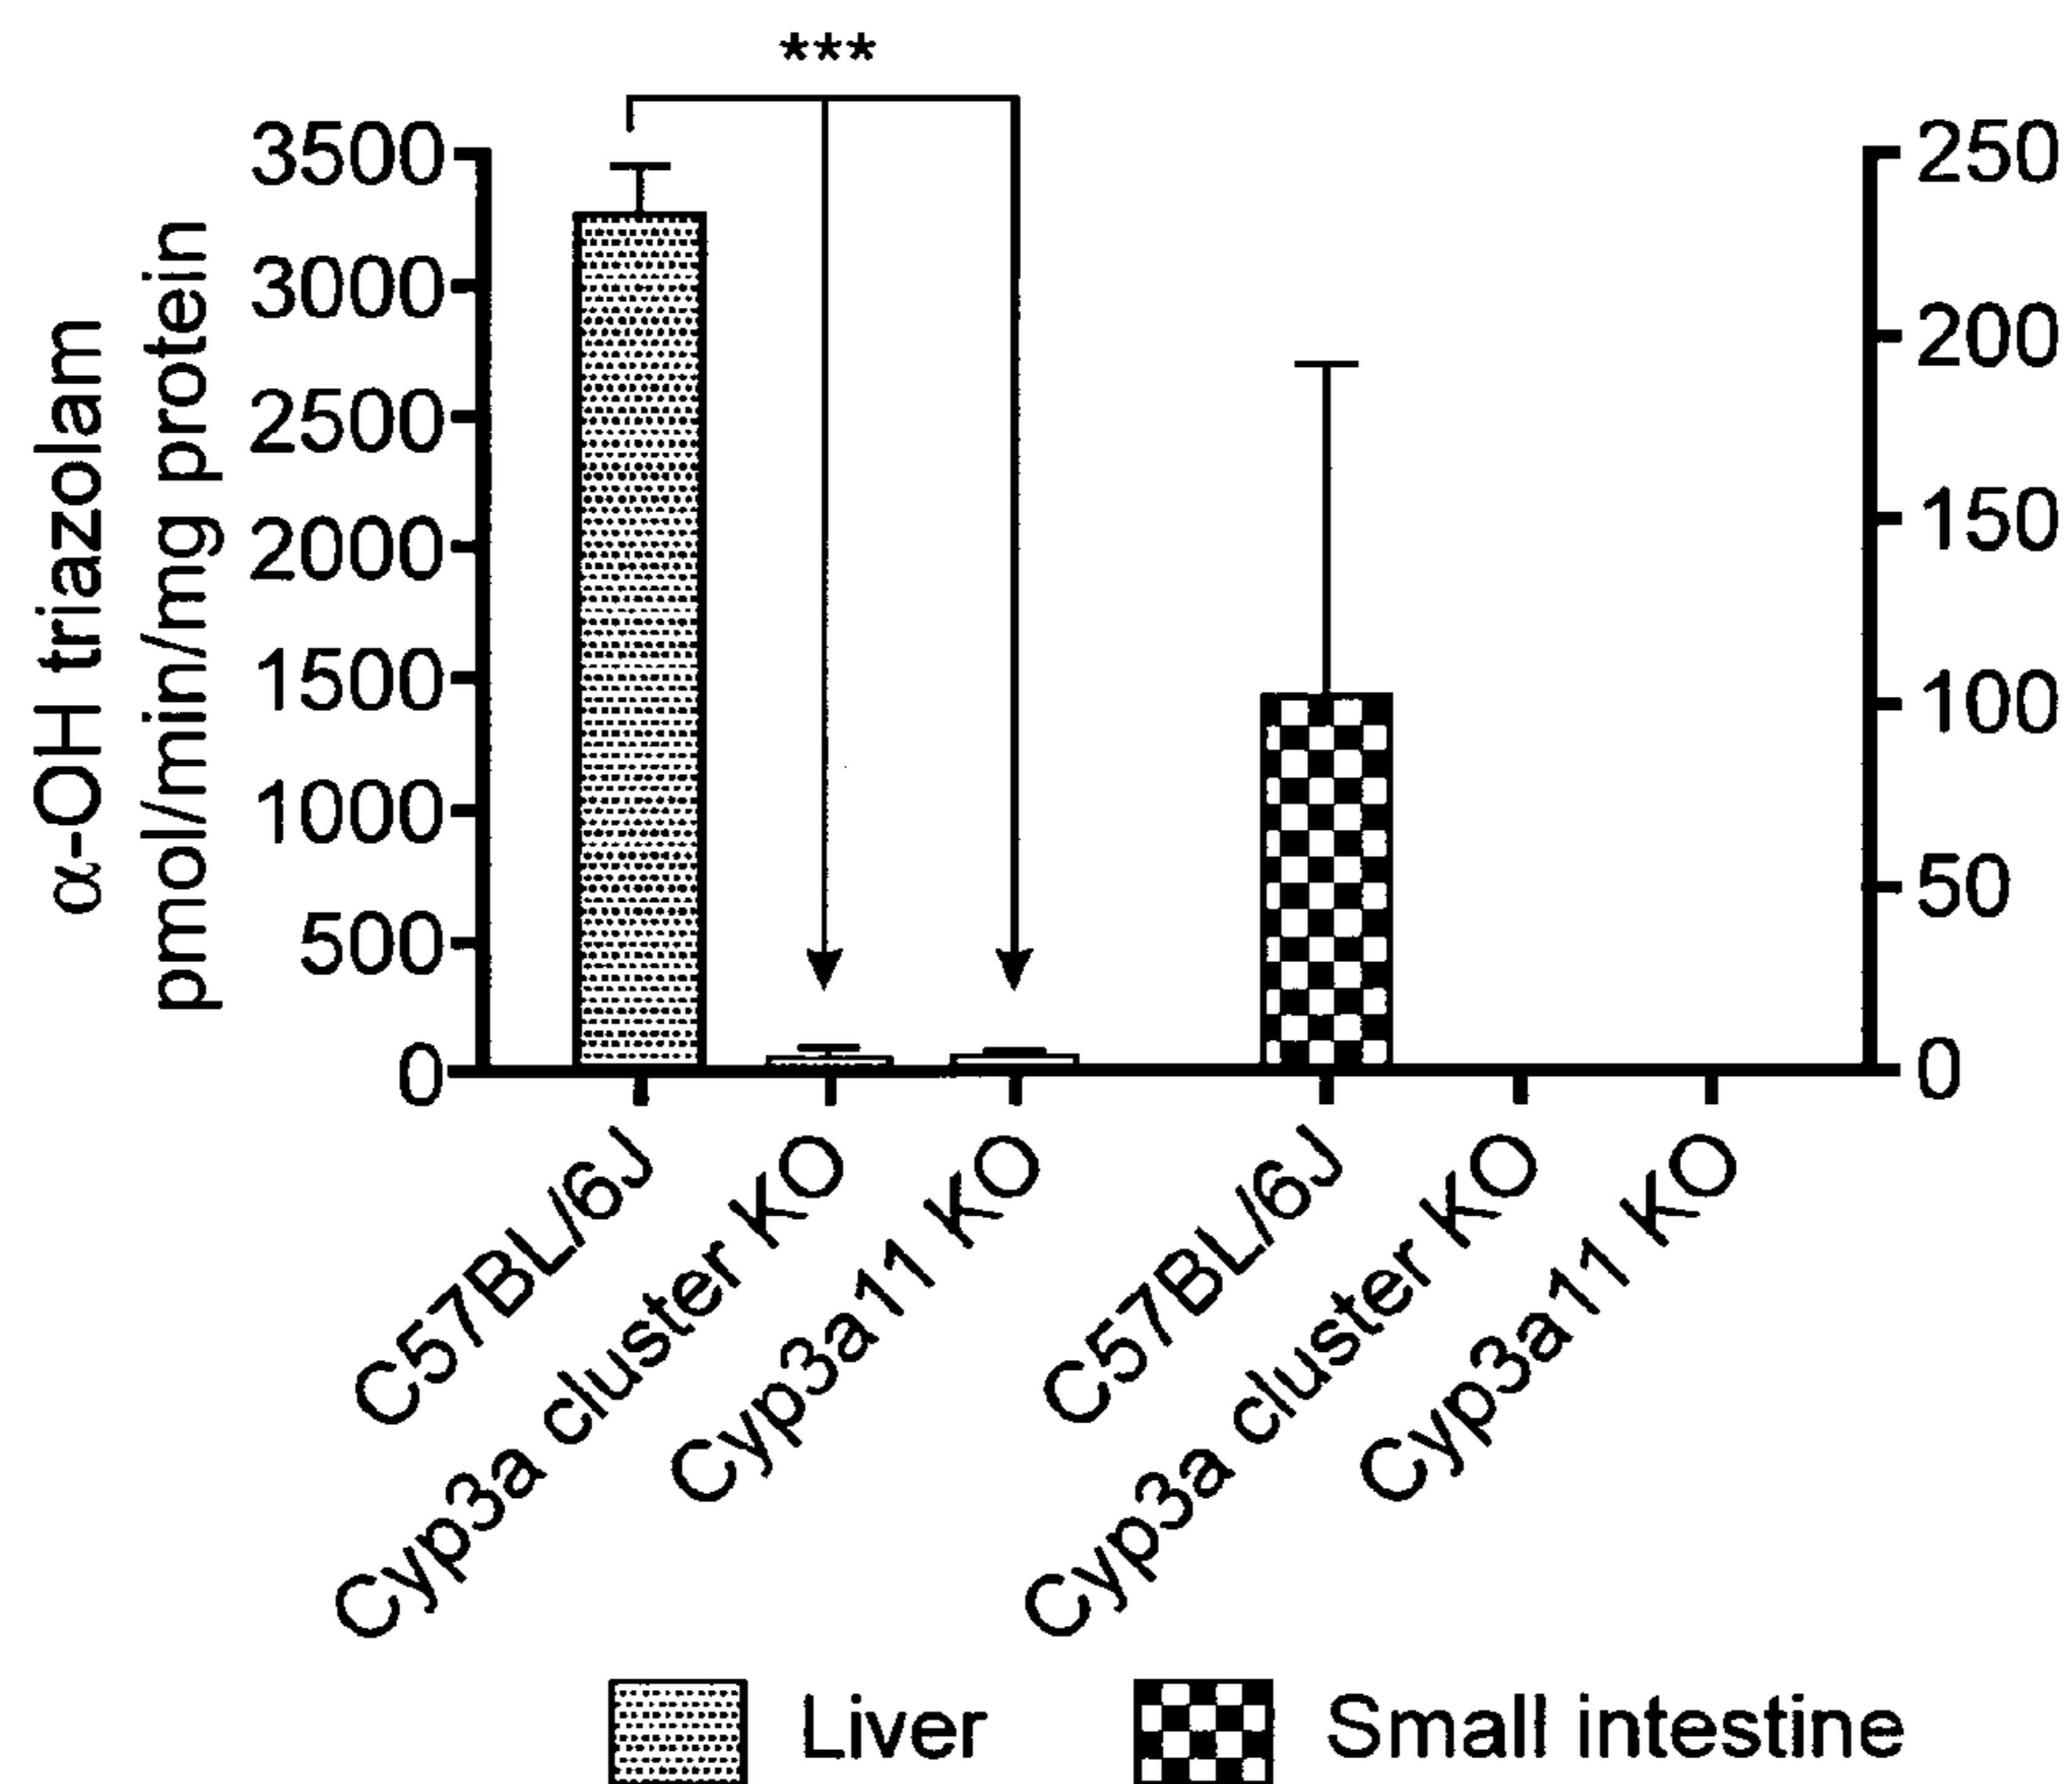 ***
α-OH triazolam
pmol/min/mg protein
3500
3000
2500
2000
1500
1000
500
0
250
200
150
100
50
0
C57BL/6J
Cyp3a cluster KO
Cyp3a11 KO
C57BL/6J
Cyp3a cluster KO
Cyp3a11 KO
Liver
Small intestine